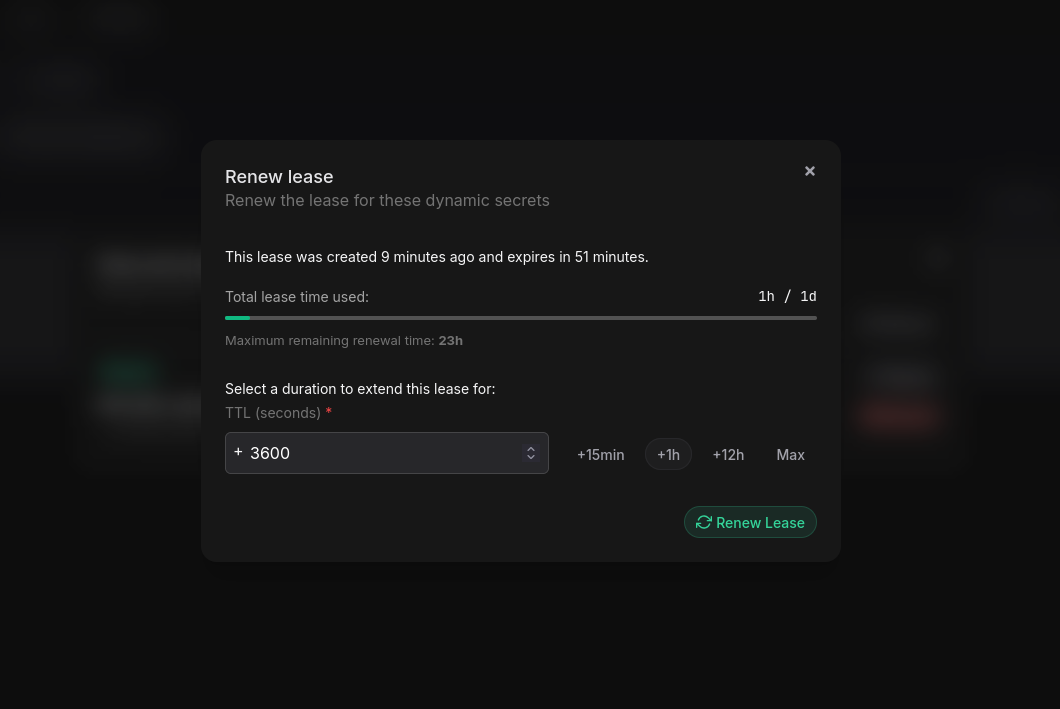 Renew lease
Renew the lease for these dynamic secrets
This lease was created 9 minutes ago and expires in 51 minutes.
Total lease time used: 1h / 1d
Maximum remaining renewal time: 23h
Select a duration to extend this lease for:
TTL (seconds) *
+ 3600 +15min +1h +12h Max
Renew Lease